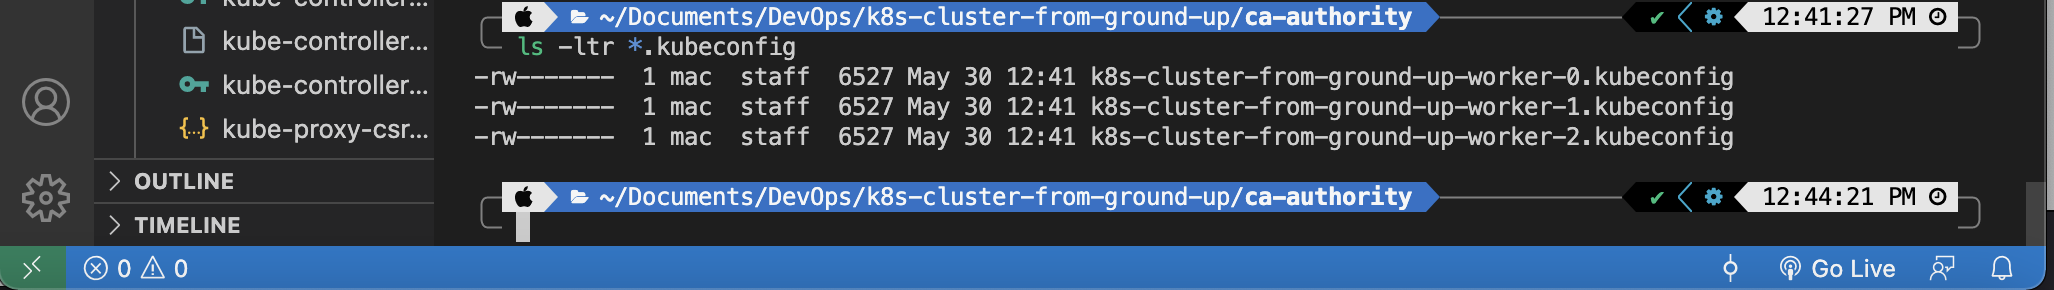 kube-controller...
kube-controller...
kube-controller...
kube-proxy-csr...
OUTLINE
TIMELINE
~/Documents/DevOps/k8s-cluster-from-ground-up/ca-authority 12:41:27 PM
ls -ltr *.kubeconfig
-rw------- 1 mac staff 6527 May 30 12:41 k8s-cluster-from-ground-up-worker-0.kubeconfig
-rw------- 1 mac staff 6527 May 30 12:41 k8s-cluster-from-ground-up-worker-1.kubeconfig
-rw------- 1 mac staff 6527 May 30 12:41 k8s-cluster-from-ground-up-worker-2.kubeconfig
~/Documents/DevOps/k8s-cluster-from-ground-up/ca-authority 12:44:21 PM
0 0 Go Live